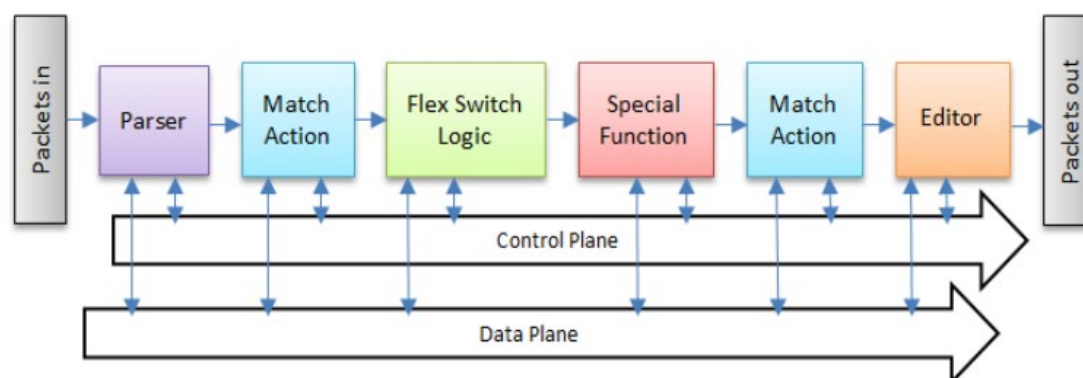 Packets in
Parser
Match
Action
Flex Switch
Logic
Special
Function
Match
Action
Editor
Packets out
Control Plane
Data Plane